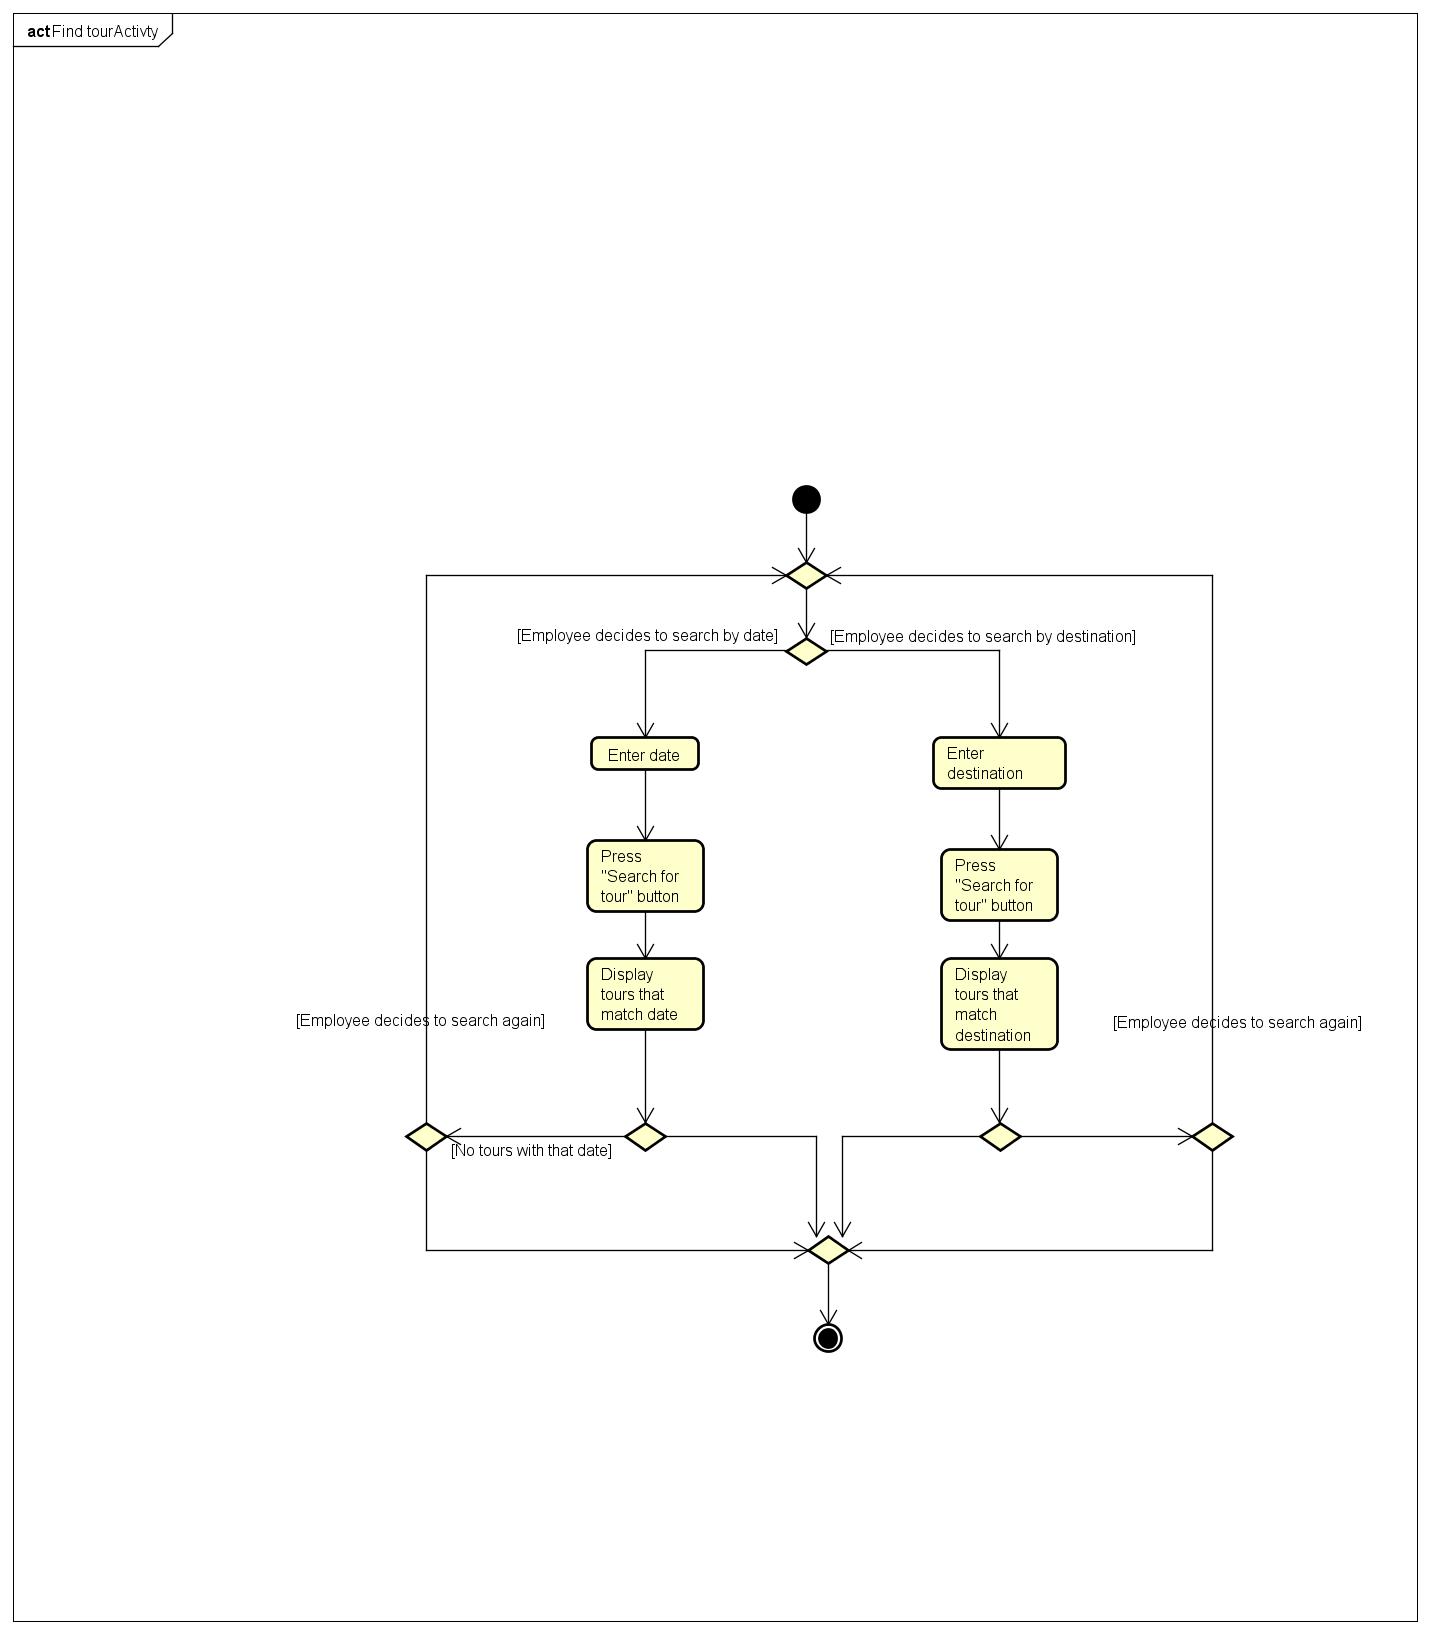 act Find tourActivty
[Employee decides to search by date]
[Employee decides to search by destination]
Enter date
Enter
destination
Press
"Search for
tour" button
Press
"Search for
tour" button
Display
tours that
match date
Display
tours that
match
destination
[Employee decides to search again]
[Employee decides to search again]
[No tours with that date]